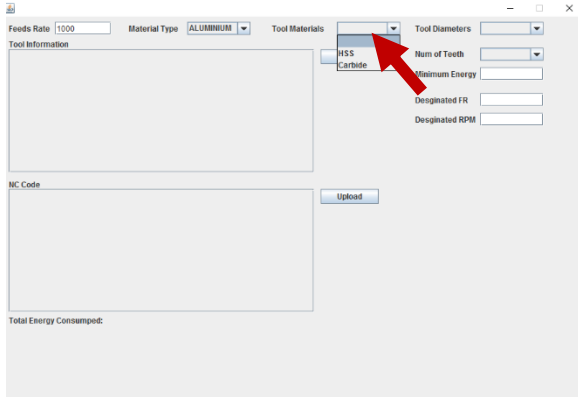 Feeds Rate 1000 Material Type ALUMINIUM Tool Materials Tool Diameters
Tool Information
HSS Num of Teeth
Carbide
Minimum Energy
Desginated FR
Desginated RPM
NC Code
Upload
Total Energy Consumped: